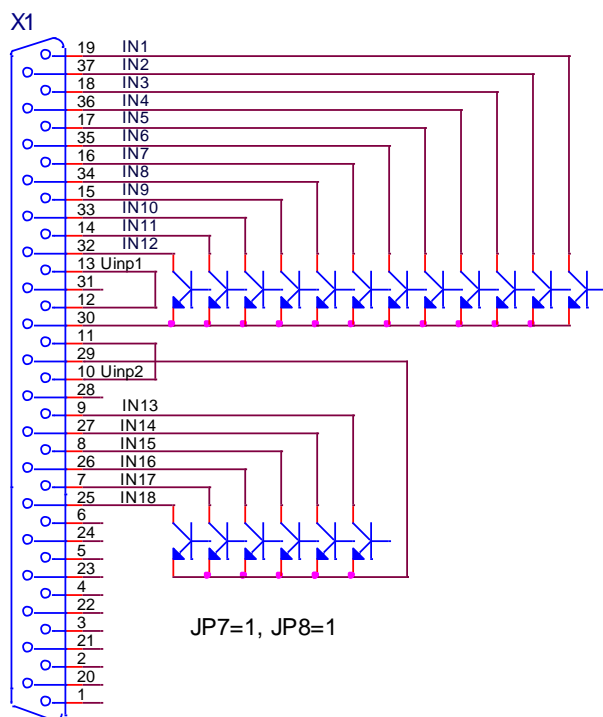 X1
19 IN1
37 IN2
18 IN3
36 IN4
17 IN5
35 IN6
16 IN7
34 IN8
15 IN9
33 IN10
14 IN11
32 IN12
13 Uinp1
31
12
30
11
29
10 Uinp2
28
9 IN13
27 IN14
8 IN15
26 IN16
7 IN17
25 IN18
6
24
5
23
4
22
3
21
2
20
1
JP7=1, JP8=1